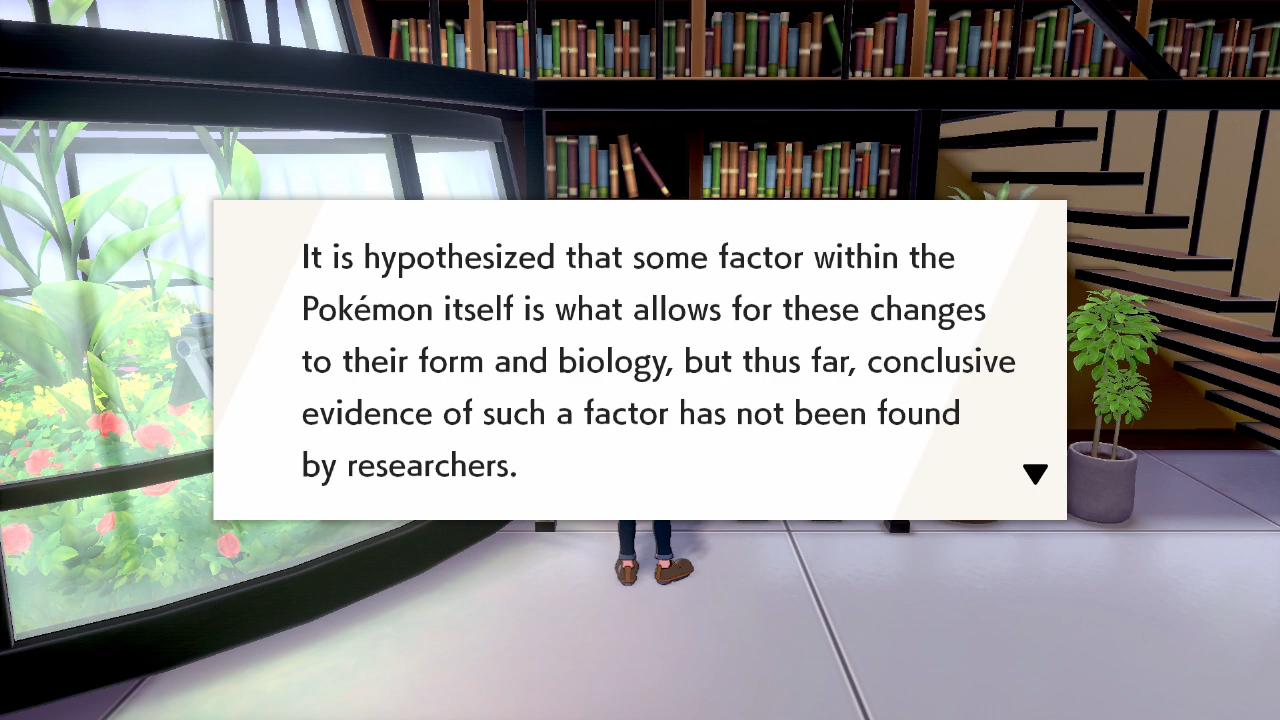 It is hypothesized that some factor within the
Pokémon itself is what allows for these changes
to their form and biology, but thus far, conclusive
evidence of such a factor has not been found
by researchers.